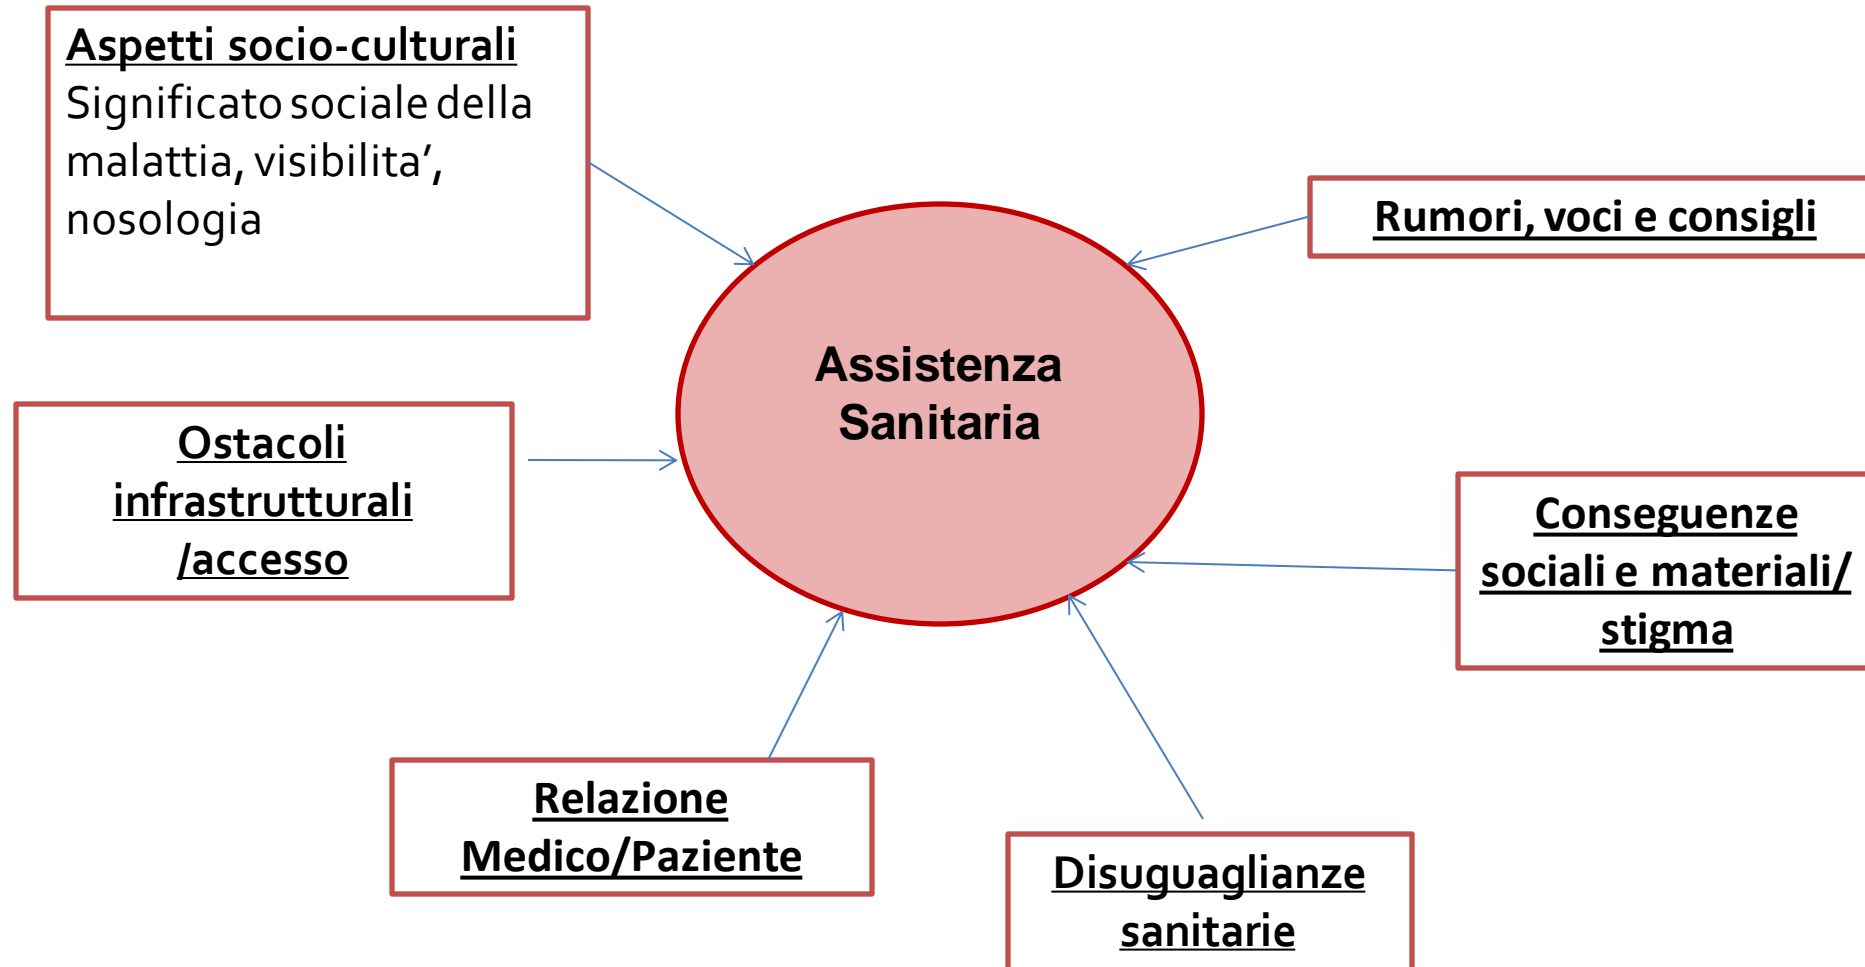 Aspetti socio-culturali
Significato sociale della
malattia, visibilita’,
nosologia
Rumori, voci e consigli
Assistenza
Sanitaria
Ostacoli
infrastrutturali
/accesso
Conseguenze
sociali e materiali/
stigma
Relazione
Medico/Paziente
Disuguaglianze
sanitarie